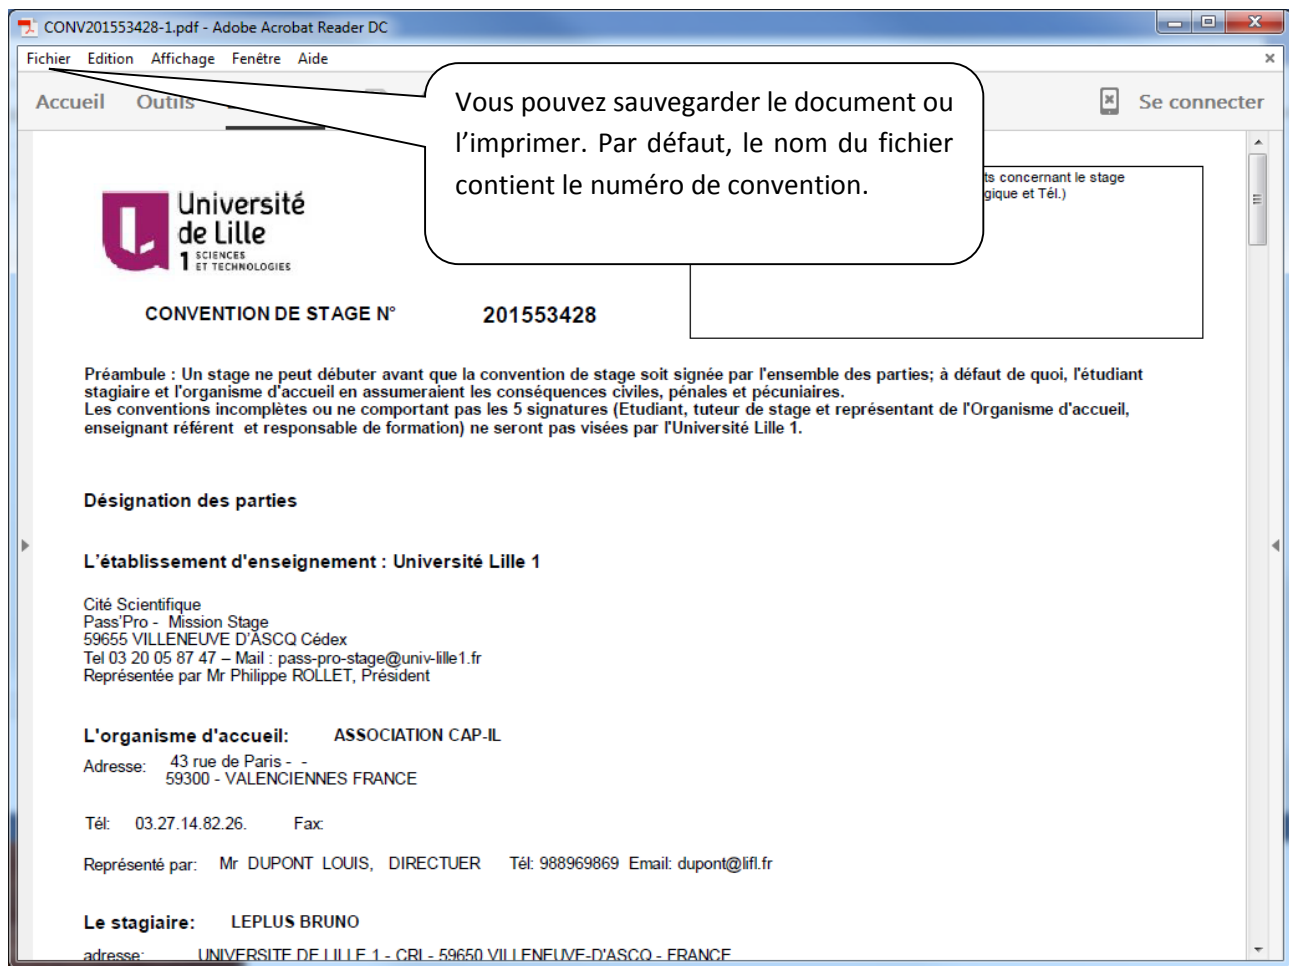 CONV201553428-1.pdf - Adobe Acrobat Reader DC
Fichier Edition Affichage Fenêtre Aide
Accueil Outils
Se connecter
Vous pouvez sauvegarder le document ou
l’imprimer. Par défaut, le nom du fichier
contient le numéro de convention.
ts concernant le stage
gique et Tél.)
Université
de Lille
1 SCIENCES
ET TECHNOLOGIES
CONVENTION DE STAGE N° 201553428
Préambule : Un stage ne peut débuter avant que la convention de stage soit signée par l'ensemble des parties; à défaut de quoi, l'étudiant
stagiaire et l'organisme d'accueil en assumeraient les conséquences civiles, pénales et pécuniaires.
Les conventions incomplètes ou ne comportant pas les 5 signatures (Etudiant, tuteur de stage et représentant de l'Organisme d'accueil,
enseignant référent et responsable de formation) ne seront pas visées par l'Université Lille 1.
Désignation des parties
L'établissement d'enseignement : Université Lille 1
Cité Scientifique
Pass'Pro - Mission Stage
59655 VILLENEUVE D'ASCQ Cédex
Tel 03 20 05 87 47 – Mail : pass-pro-stage@univ-lille1.fr
Représentée par Mr Philippe ROLLET, Président
L'organisme d'accueil: ASSOCIATION CAP-IL
Adresse: 43 rue de Paris - -
59300 - VALENCIENNES FRANCE
Tél: 03.27.14.82.26. Fax:
Représenté par: Mr DUPONT LOUIS, DIRECTUER Tél: 988969869 Email: dupont@lifl.fr
Le stagiaire: LEPLUS BRUNO
adresse: UNIVERSITE DE LILLE 1 - CRI - 59650 VILLENEUVE-D'ASCQ - FRANCE